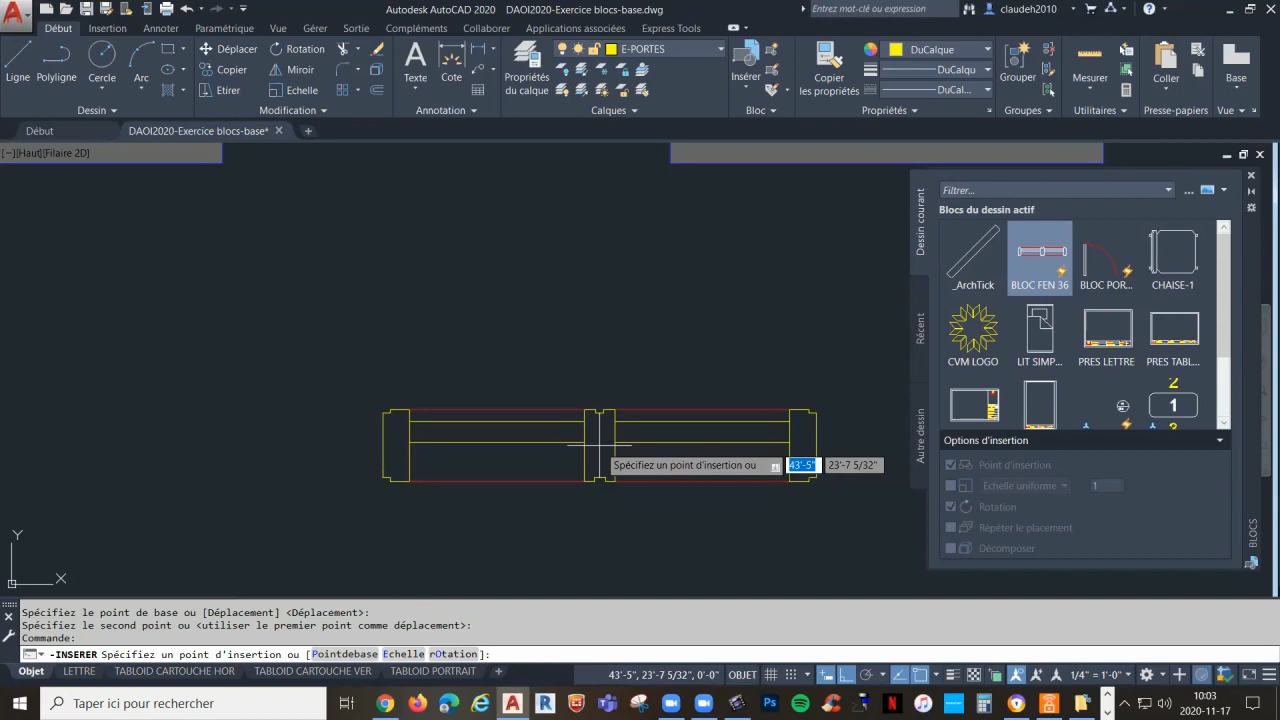 Autodesk AutoCAD 2020 DAOI2020-Exercice blocs-base.dwg
Entrez mot-clé ou expression
claudeh2010
Début Insertion Annoter Paramétrique Vue Gérer Sortie Collaborer Compléments Applications associées Express Tools
Ligne Polyligne Cercle Arc
Déplacer Rotation
Copier Miroir
Etirer Echelle
Texte Cote
Propriétés du calque
E-PORTES
Insérer
Copier les propriétés
DuCalque
DuCalqu
DuCal...
Grouper
Mesurer
Coller
Base
Dessin
Modification
Annotation
Calques
Bloc
Propriétés
Groupes
Utilitaires
Presse-papiers
Vue
Début
DAOI2020-Exercice blocs-base*
[−][Haut][Filaire 2D]
Filtrer...
Blocs du dessin actif
Dessin courant
Récent
Autre dessin
_ArchTick BLOC FEN 36 BLOC POR... CHAISE-1
CVM LOGO LIT SIMP... PRES LETTRE PRES TABL...
2
1
Options d'insertion
Point d'insertion
Echelle uniforme
1
Rotation
Répéter le placement
Décomposer
BLOCS
Spécifiez un point d'insertion ou
43'-5"
23'-7 5/32"
Y
X
Spécifiez le point de base ou [Déplacement] <Déplacement>:
Spécifiez le second point ou <utiliser le premier point comme déplacement>:
Commande:
-INSERER Spécifiez un point d'insertion ou [Pointdebase Echelle rOtation]:
Objet LETTRE TABLOID CARTOUCHE HOR TABLOID CARTOUCHE VER TABLOID PORTRAIT
43'-5", 23'-7 5/32", 0'-0" OBJET
1/4" = 1'-0"
Taper ici pour rechercher
10:03
2020-11-17